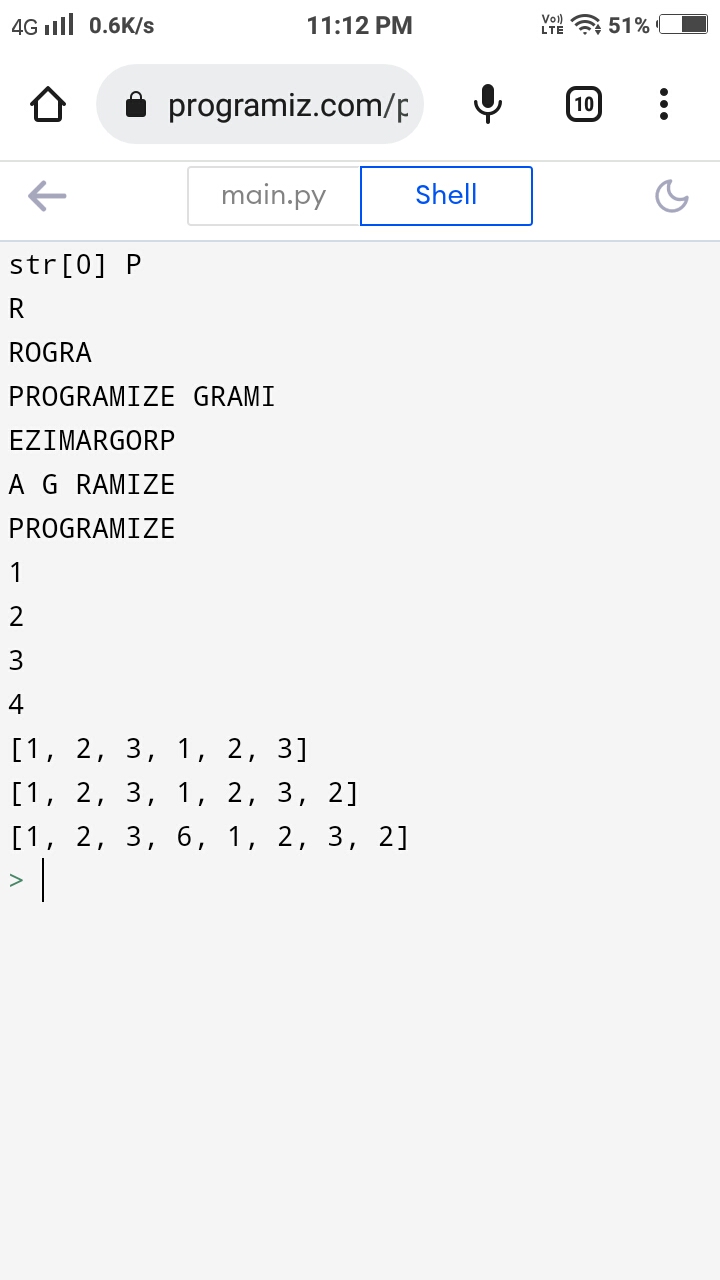 4G 0.6K/s 11:12 PM Vo)) LTE 51%
programiz.com/p 10
main.py Shell
str[0] P
R
ROGRA
PROGRAMIZE GRAMI
EZIMARGORP
A G RAMIZE
PROGRAMIZE
1
2
3
4
[1, 2, 3, 1, 2, 3]
[1, 2, 3, 1, 2, 3, 2]
[1, 2, 3, 6, 1, 2, 3, 2]
>